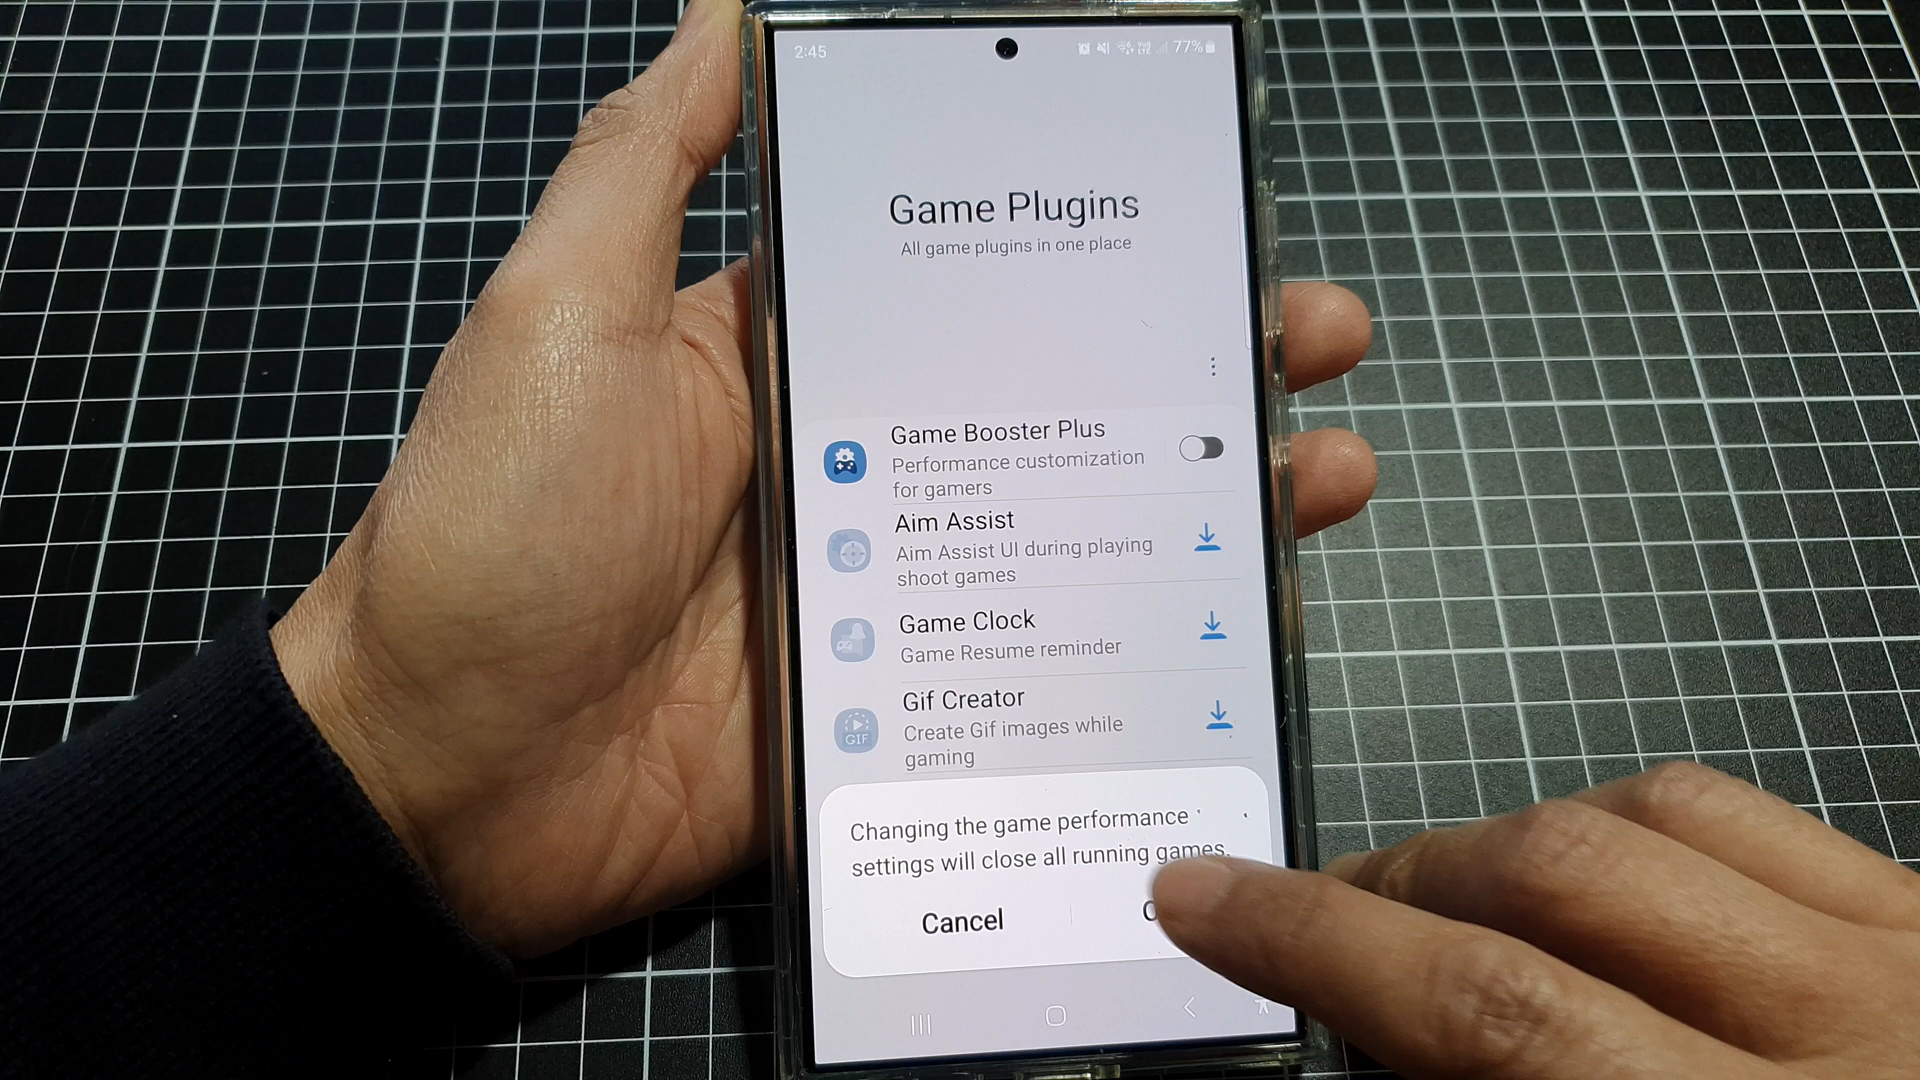 2:45
77%
Game Plugins
All game plugins in one place
Game Booster Plus
Performance customization
for gamers
Aim Assist
Aim Assist UI during playing
shoot games
Game Clock
Game Resume reminder
Gif Creator
Create Gif images while
gaming
GIF
Changing the game performance
settings will close all running games.
Cancel